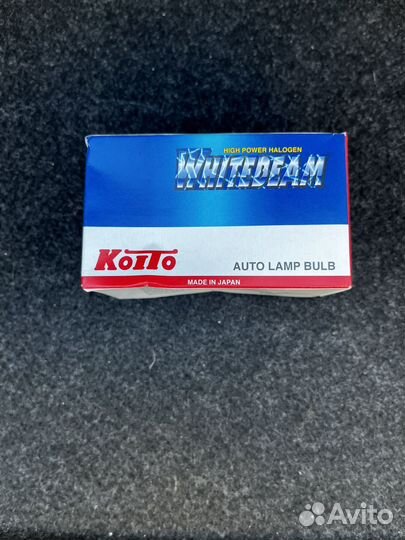 HIGH POWER HALOGEN
WHITEBEAM
KOITO
AUTO LAMP BULB
MADE IN JAPAN
Avito